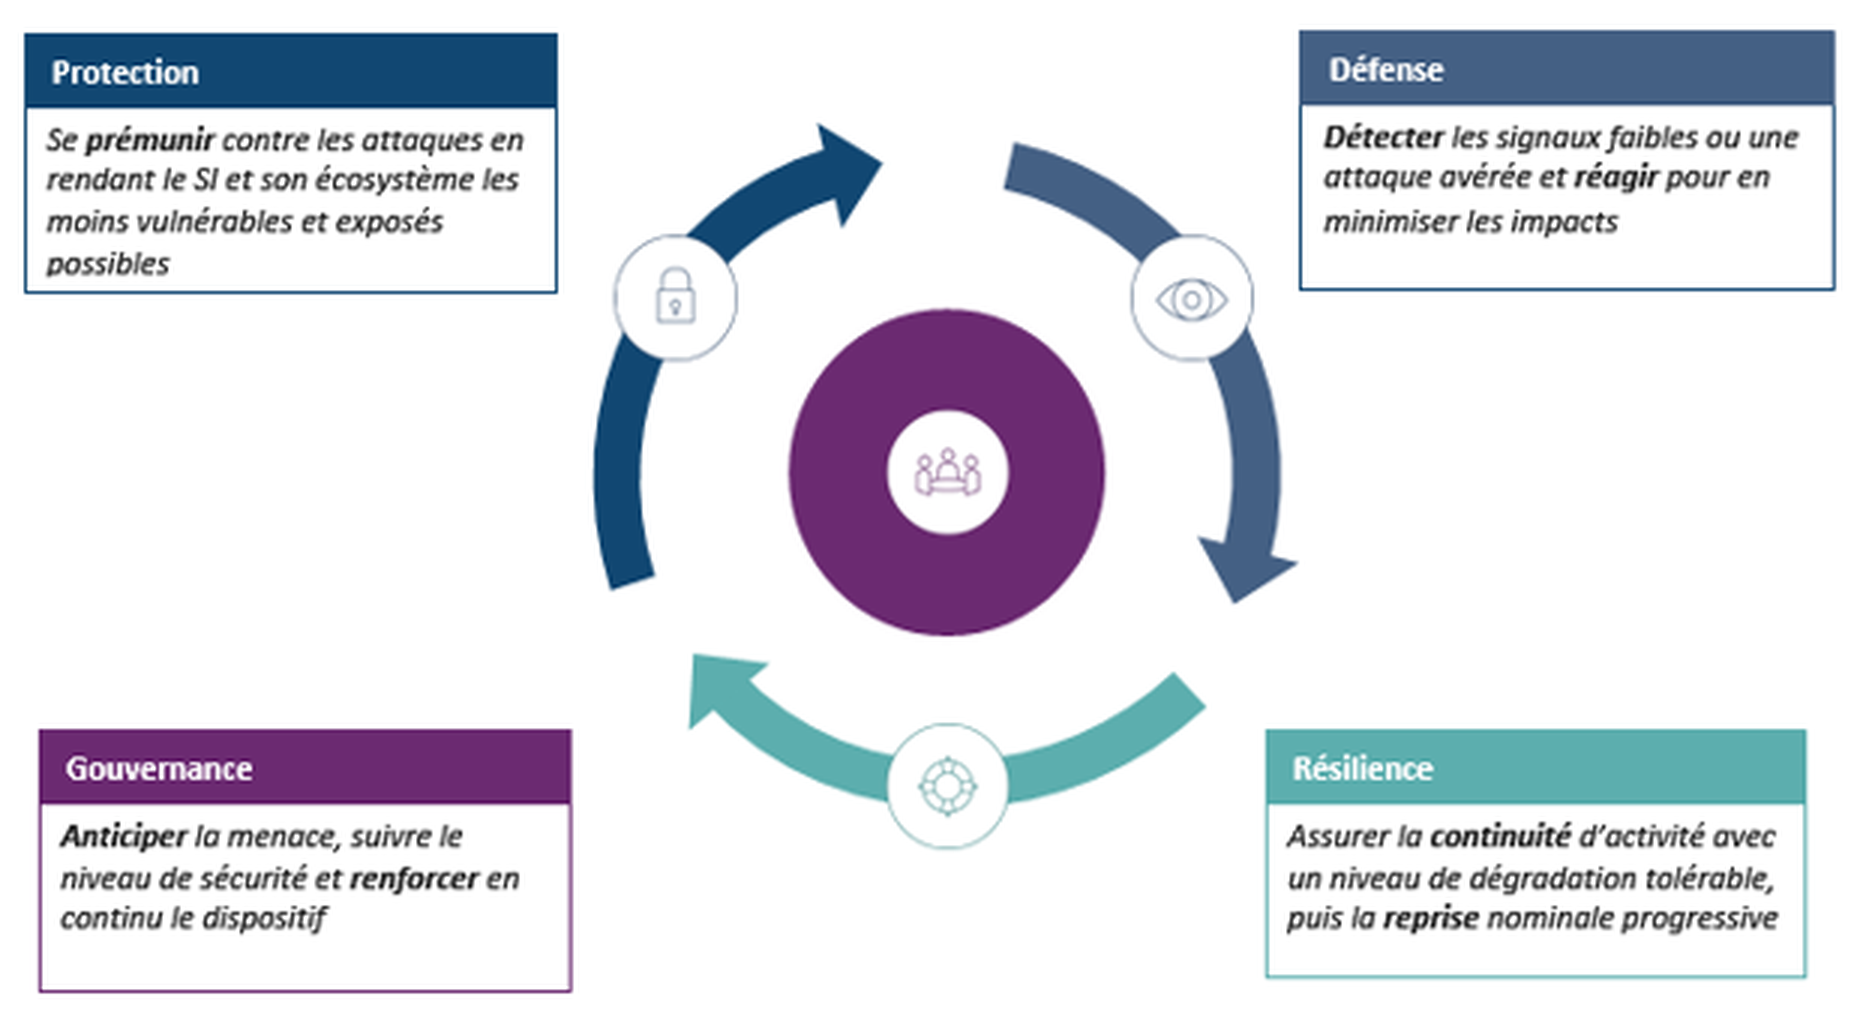 Protection
Se prémunir contre les attaques en
rendant le SI et son écosystème les
moins vulnérables et exposés
possibles
Défense
Détecter les signaux faibles ou une
attaque avérée et réagir pour en
minimiser les impacts
Gouvernance
Anticiper la menace, suivre le
niveau de sécurité et renforcer en
continu le dispositif
Résilience
Assurer la continuité d’activité avec
un niveau de dégradation tolérable,
puis la reprise nominale progressive